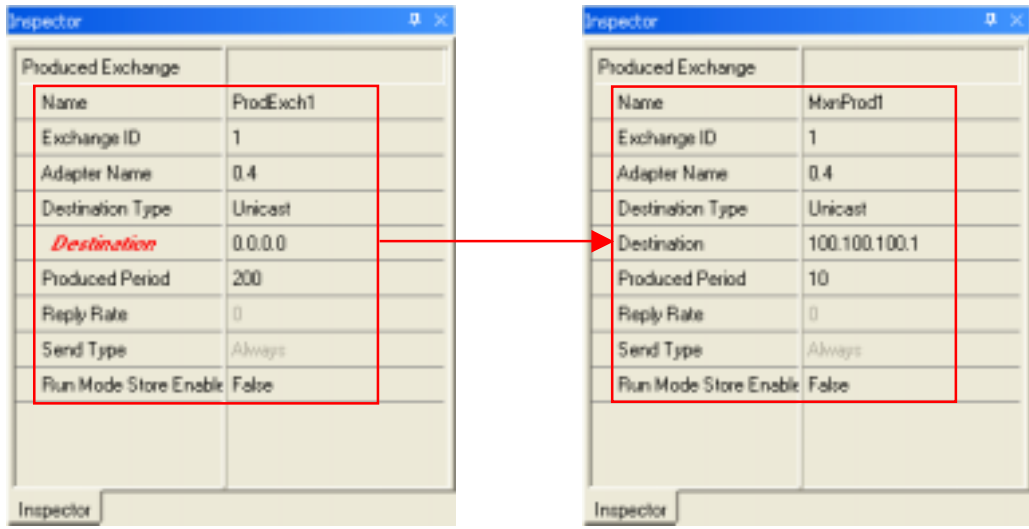 Inspector
Produced Exchange
Name ProdExch1
Exchange ID 1
Adapter Name 0.4
Destination Type Unicast
Destination 0.0.0.0
Produced Period 200
Reply Rate 0
Send Type Always
Run Mode Store Enable False
Inspector
Inspector
Produced Exchange
Name MxnProd1
Exchange ID 1
Adapter Name 0.4
Destination Type Unicast
Destination 100.100.100.1
Produced Period 10
Reply Rate 0
Send Type Always
Run Mode Store Enable False
Inspector